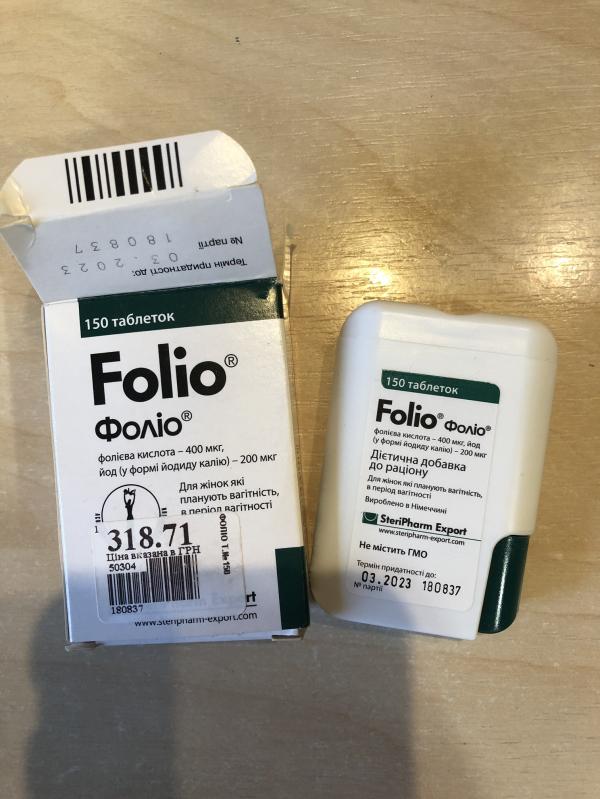 № партії
180837
Термін придатності до:
03.2023
150 таблеток
Folio®
Фоліо®
фолієва кислота – 400 мкг,
йод (у формі йодиду калію) – 200 мкг
Для жінок які
планують вагітність,
в період вагітності
1
318.71
Ціна вказана в ГРН
50304
180837
ФОЛІО Т.№150
rm Export
www.steripharm-export.com
150 таблеток
Folio® Фоліо®
фолієва кислота – 400 мкг, йод
(у формі йодиду калію) – 200 мкг
Дієтична добавка
до раціону
Для жінок які планують вагітність,
в період вагітності
Вироблено в Німеччині
SteriPharm Export
www.steripharm-export.com
Не містить ГМО
Термін придатності до:
03.2023 180837
№ партії